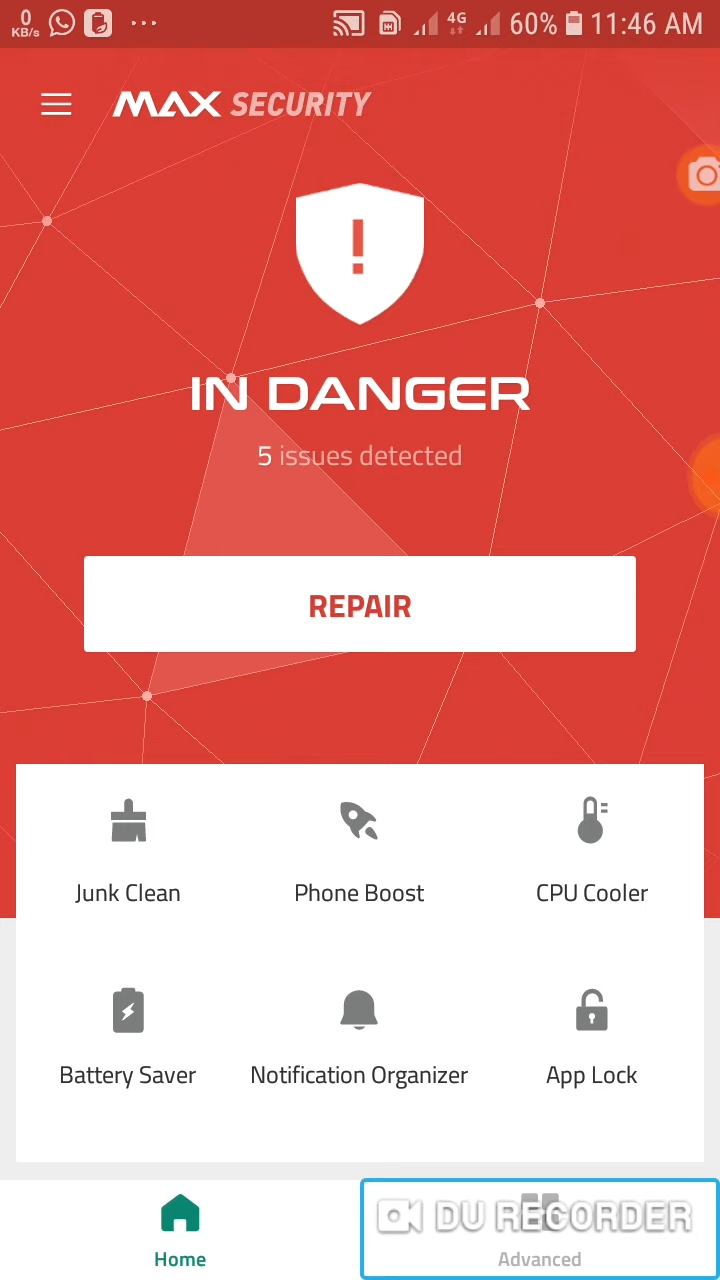 0
KB/s
4G
60%
11:46 AM
MAX SECURITY
!
IN DANGER
5 issues detected
REPAIR
Junk Clean
Phone Boost
CPU Cooler
Battery Saver
Notification Organizer
App Lock
DU RECORDER
Home
Advanced